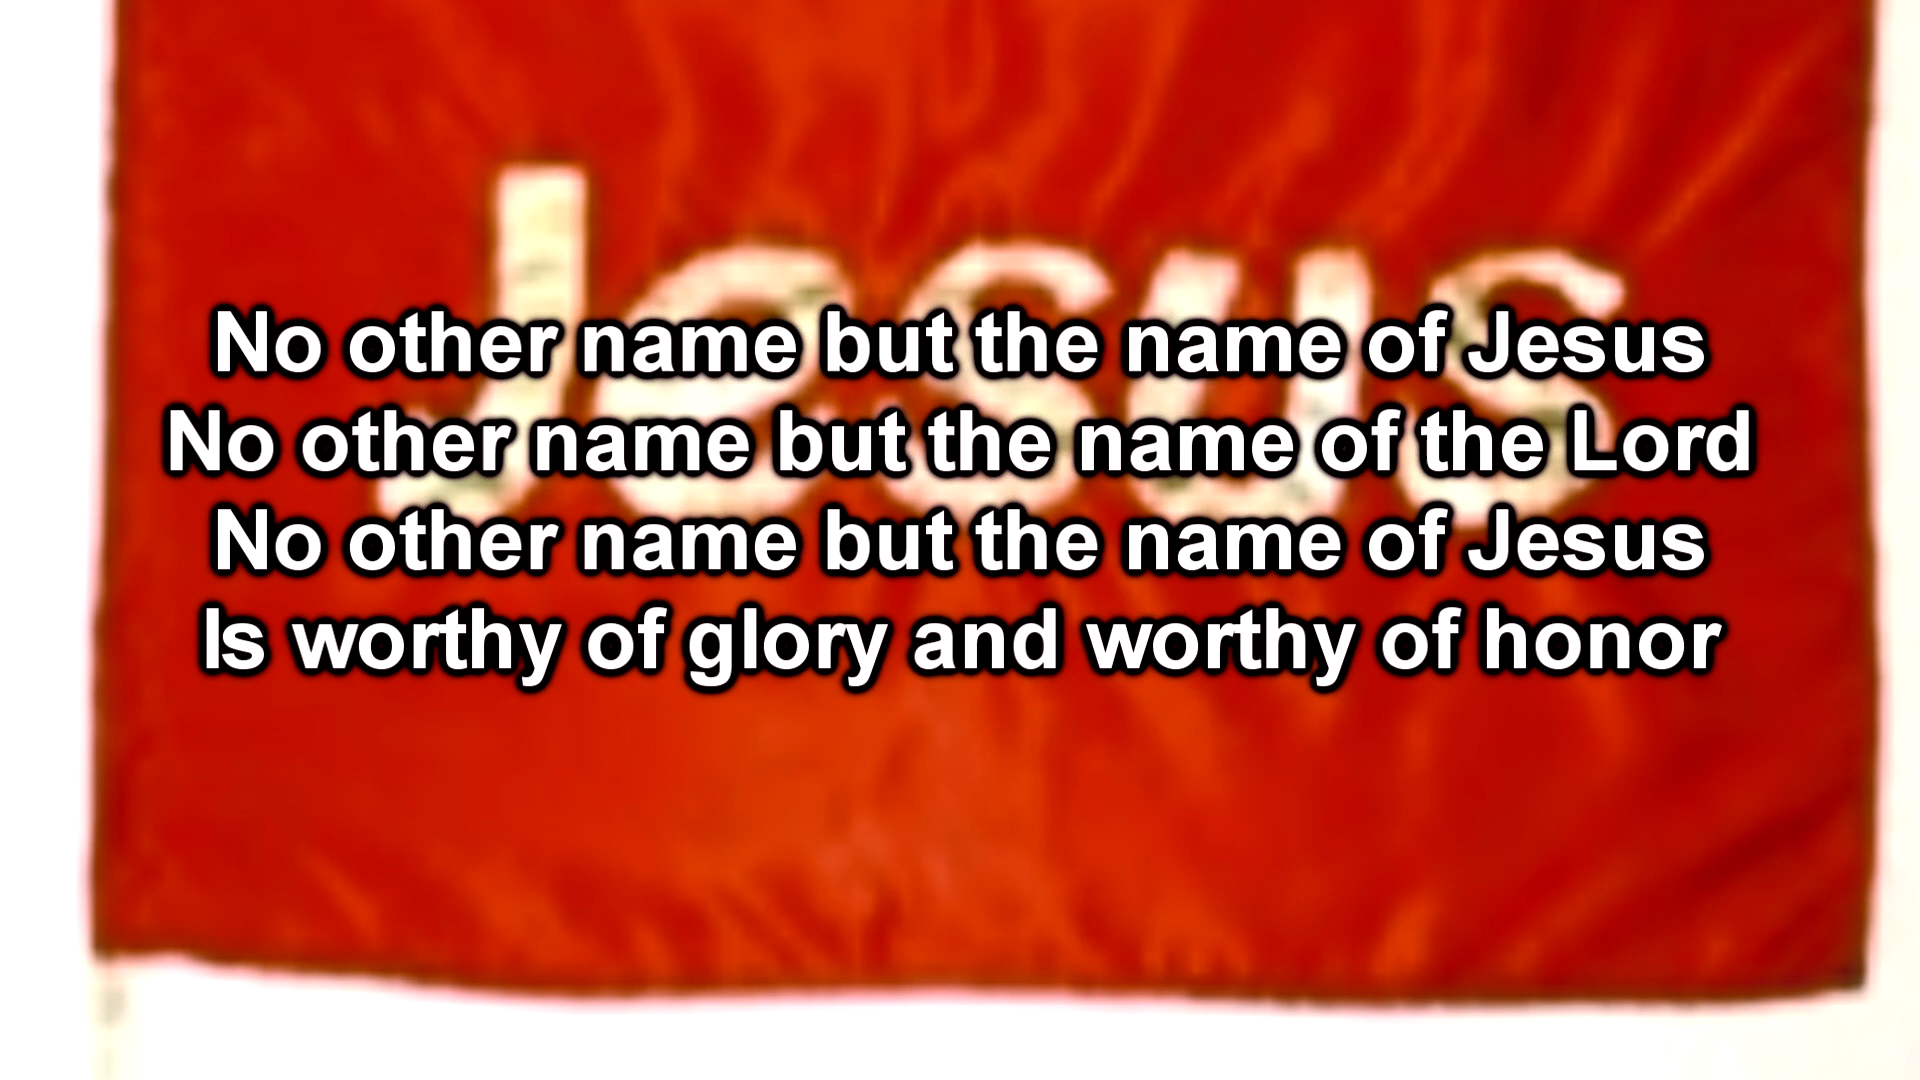 Jesus
No other name but the name of Jesus
No other name but the name of the Lord
No other name but the name of Jesus
Is worthy of glory and worthy of honor